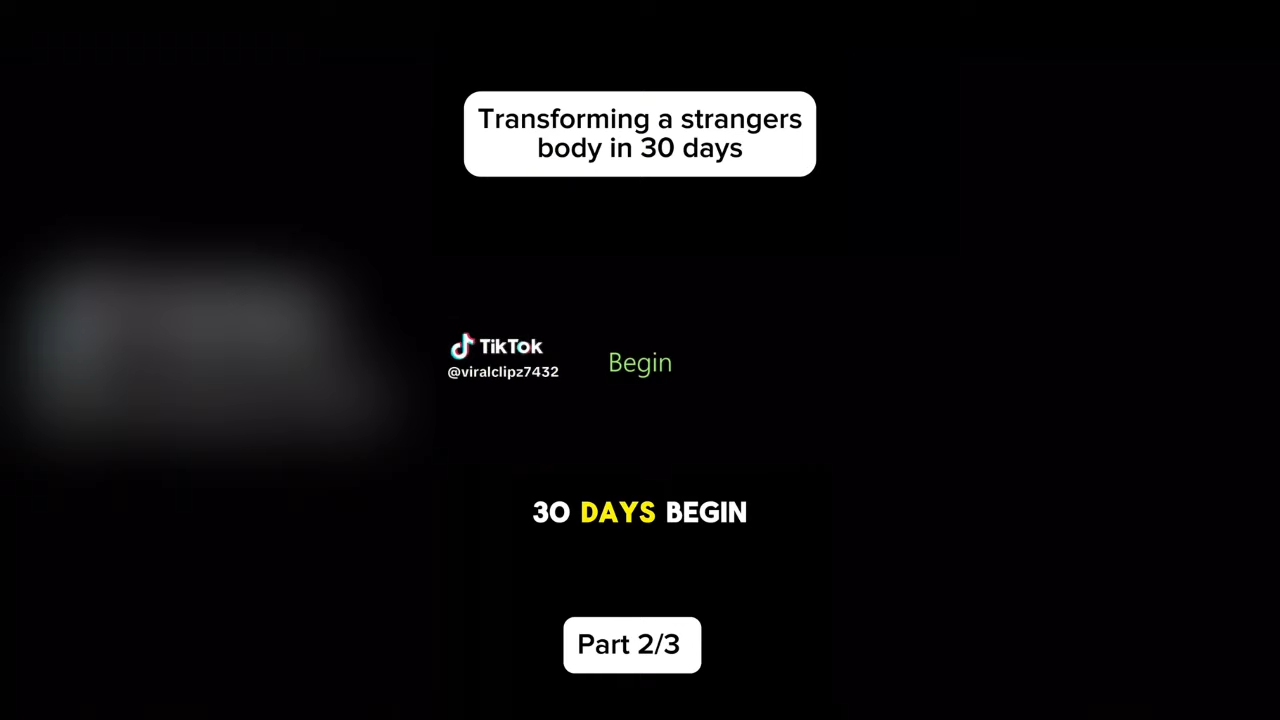 Transforming a strangers
body in 30 days
TikTok
@viralclipz7432
Begin
30 DAYS BEGIN
Part 2/3